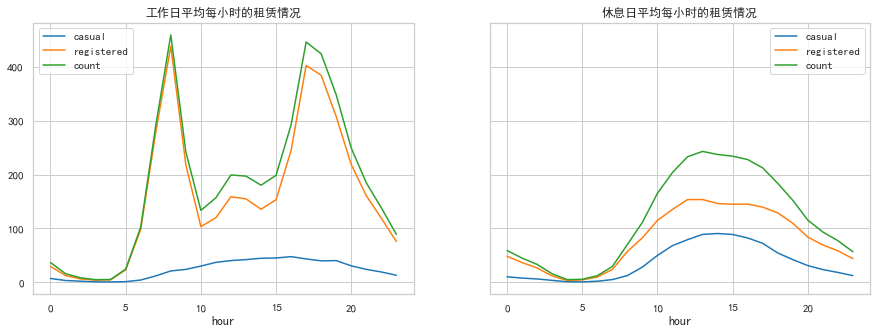 工作日平均每小时的租赁情况
casual
registered
count
400
300
200
100
0
0
5
10
15
20
hour
休息日平均每小时的租赁情况
casual
registered
count
0
5
10
15
20
hour